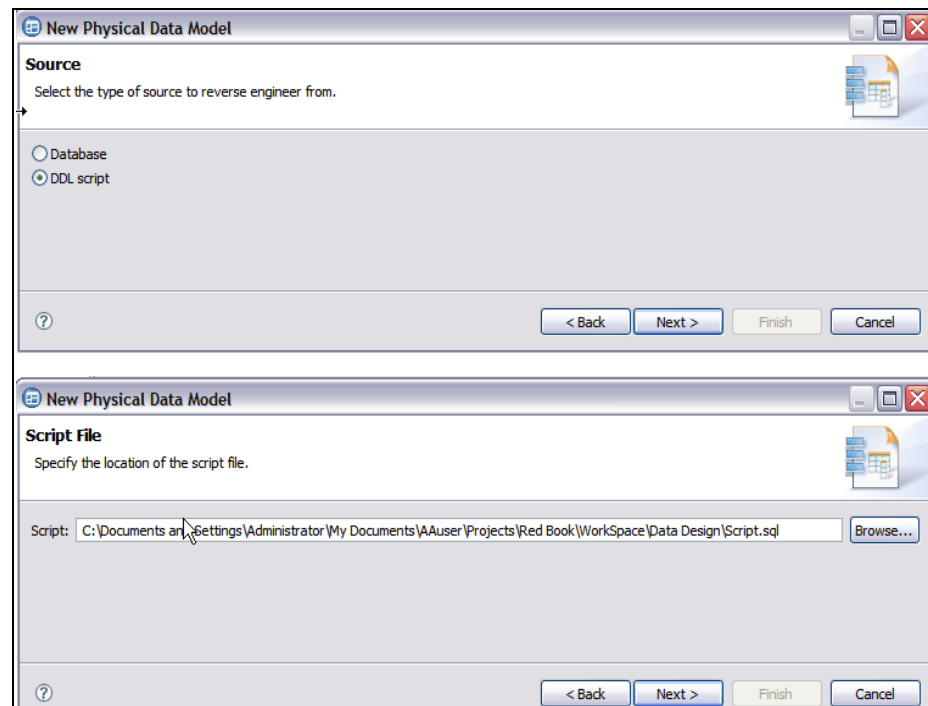 New Physical Data Model
Source
Select the type of source to reverse engineer from.
Database
DDL script
?
< Back Next > Finish Cancel
New Physical Data Model
Script File
Specify the location of the script file.
Script: C:\Documents and Settings\Administrator\My Documents\AAuser\Projects\Red Book\WorkSpace\Data Design\Script.sql Browse...
?
< Back Next > Finish Cancel